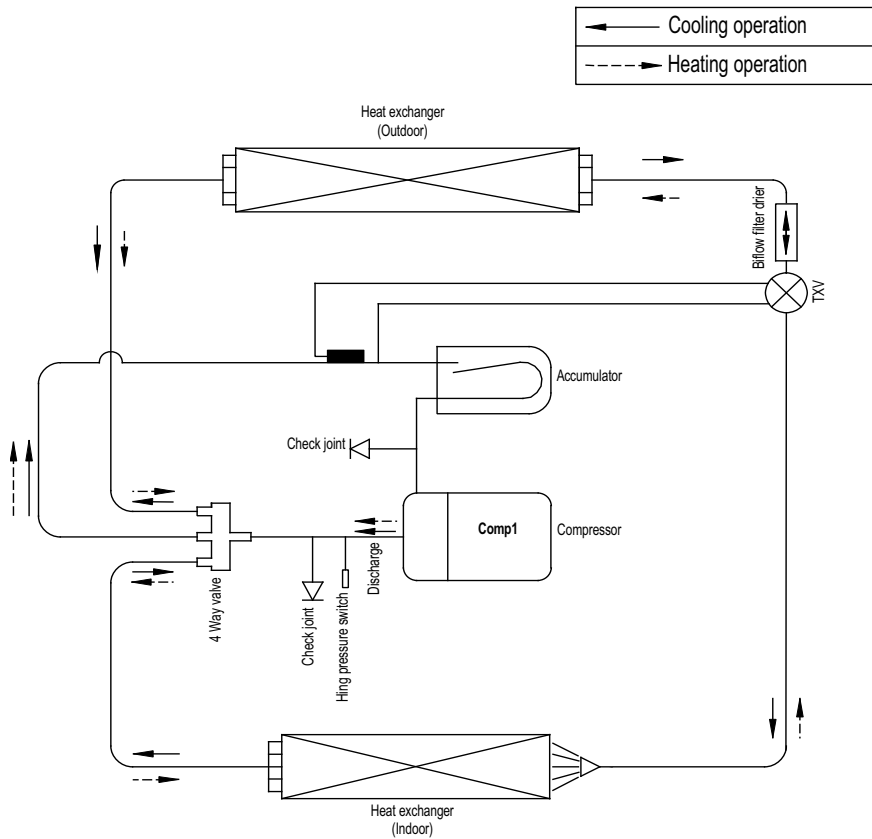 Cooling operation
Heating operation
Heat exchanger
(Outdoor)
Biflow filter drier
TXV
Accumulator
Check joint
Comp1
Compressor
Discharge
4 Way valve
Check joint
Hing pressure switch
Heat exchanger
(Indoor)